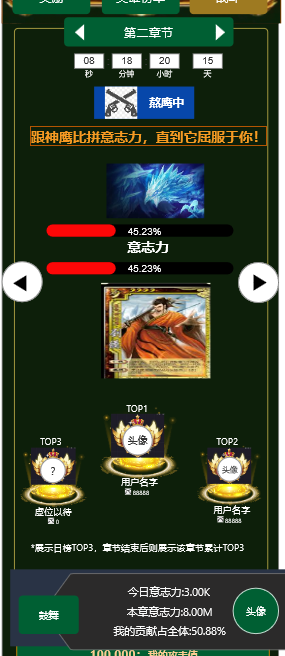 第二章节
08 18 20 15
秒 分钟 小时 天
熬鹰中
跟神鹰比拼意志力，直到它屈服于你！
45.23%
意志力
45.23%
TOP1
头像
用户名字
88888
TOP3
?
虚位以待
0
TOP2
头像
用户名字
88888
*展示日榜TOP3，章节结束后则展示该章节累计TOP3
鼓舞
今日意志力:3.00K
本章意志力:8.00M
我的贡献占全体:50.88%
头像